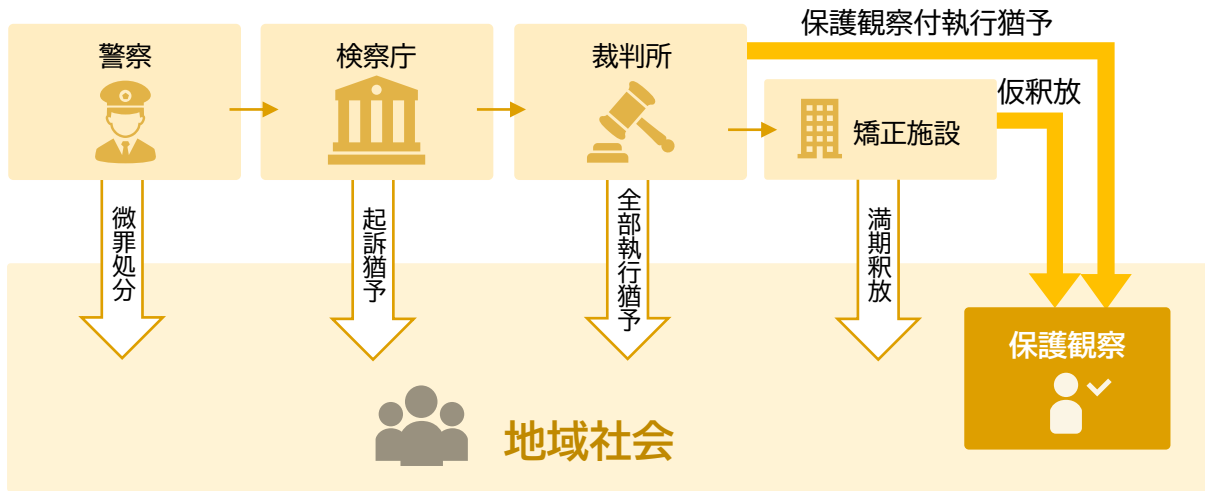 保護観察付執行猶予
警察
検察庁
裁判所
仮釈放
矯正施設
微罪処分
起訴猶予
全部執行猶予
満期釈放
保護観察
地域社会